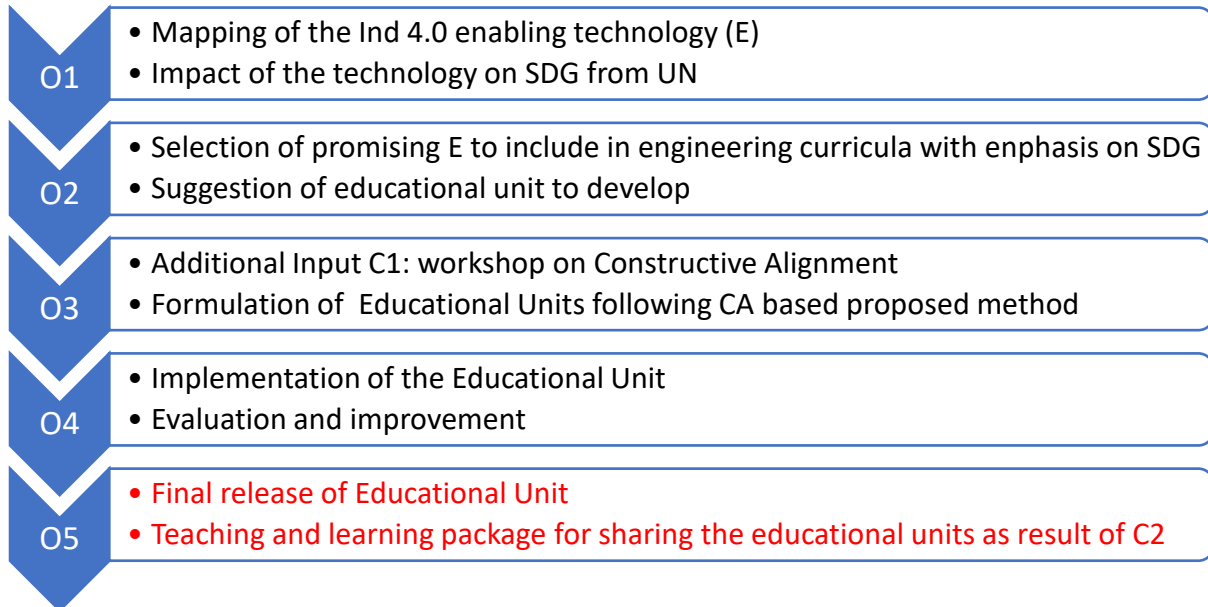 O1
• Mapping of the Ind 4.0 enabling technology (E)
• Impact of the technology on SDG from UN
O2
• Selection of promising E to include in engineering curricula with enphasis on SDG
• Suggestion of educational unit to develop
O3
• Additional Input C1: workshop on Constructive Alignment
• Formulation of Educational Units following CA based proposed method
O4
• Implementation of the Educational Unit
• Evaluation and improvement
O5
• Final release of Educational Unit
• Teaching and learning package for sharing the educational units as result of C2